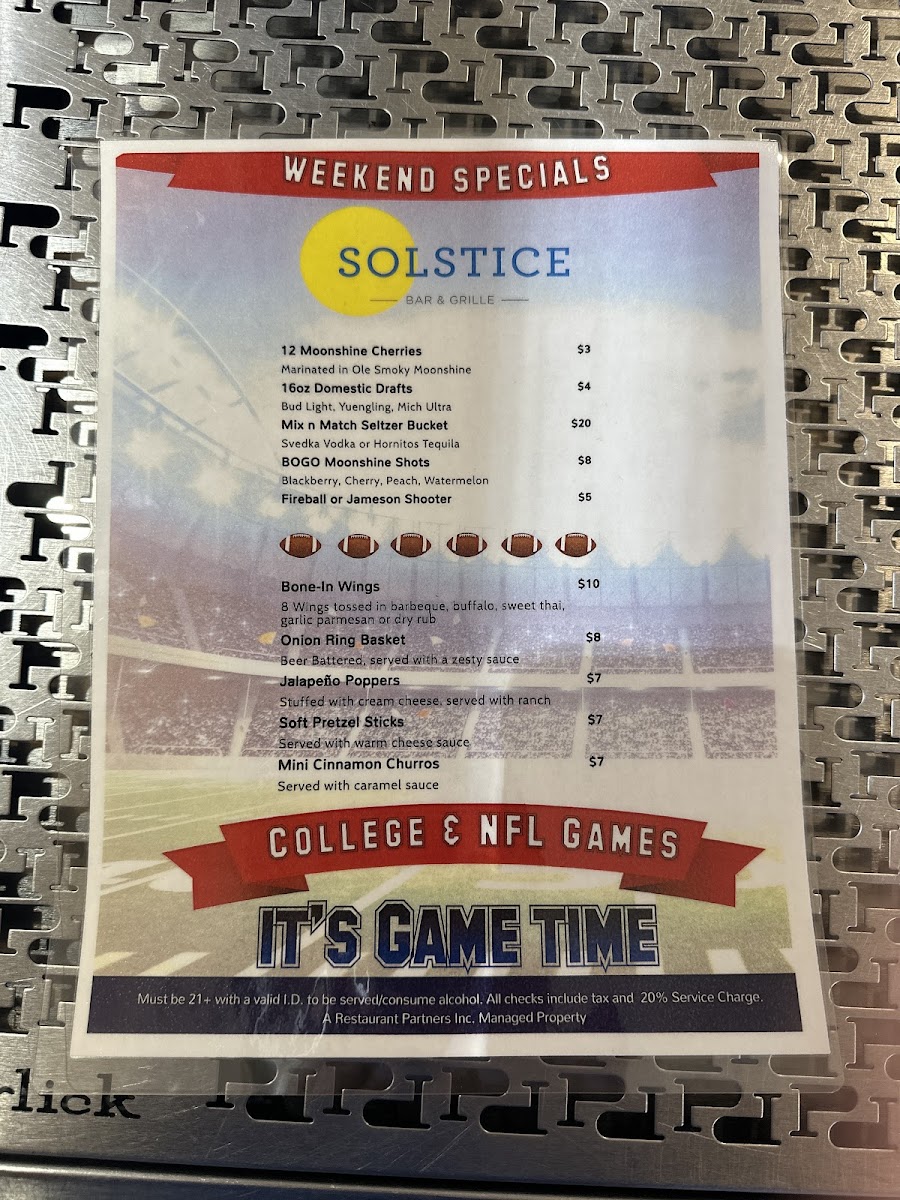 WEEKEND SPECIALS
SOLSTICE
BAR & GRILLE
12 Moonshine Cherries $3
Marinated in Ole Smoky Moonshine
16oz Domestic Drafts $4
Bud Light, Yuengling, Mich Ultra
Mix n Match Seltzer Bucket $20
Svedka Vodka or Hornitos Tequila
BOGO Moonshine Shots $8
Blackberry, Cherry, Peach, Watermelon
Fireball or Jameson Shooter $5
Bone-In Wings $10
8 Wings tossed in barbeque, buffalo, sweet thai,
garlic parmesan or dry rub
Onion Ring Basket $8
Beer Battered, served with a zesty sauce
Jalapeño Poppers $7
Stuffed with cream cheese, served with ranch
Soft Pretzel Sticks $7
Served with warm cheese sauce
Mini Cinnamon Churros $7
Served with caramel sauce
COLLEGE & NFL GAMES
IT'S GAME TIME
Must be 21+ with a valid I.D. to be served/consume alcohol. All checks include tax and 20% Service Charge.
A Restaurant Partners Inc. Managed Property